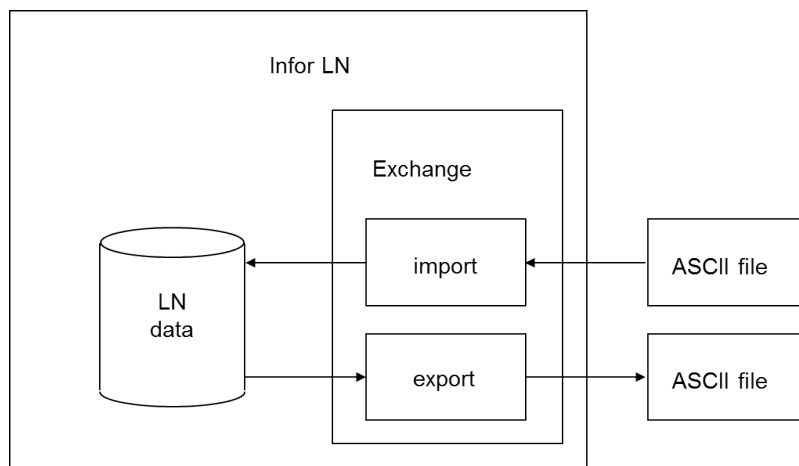 Infor LN
Exchange
import
ASCII file
LN
data
export
ASCII file